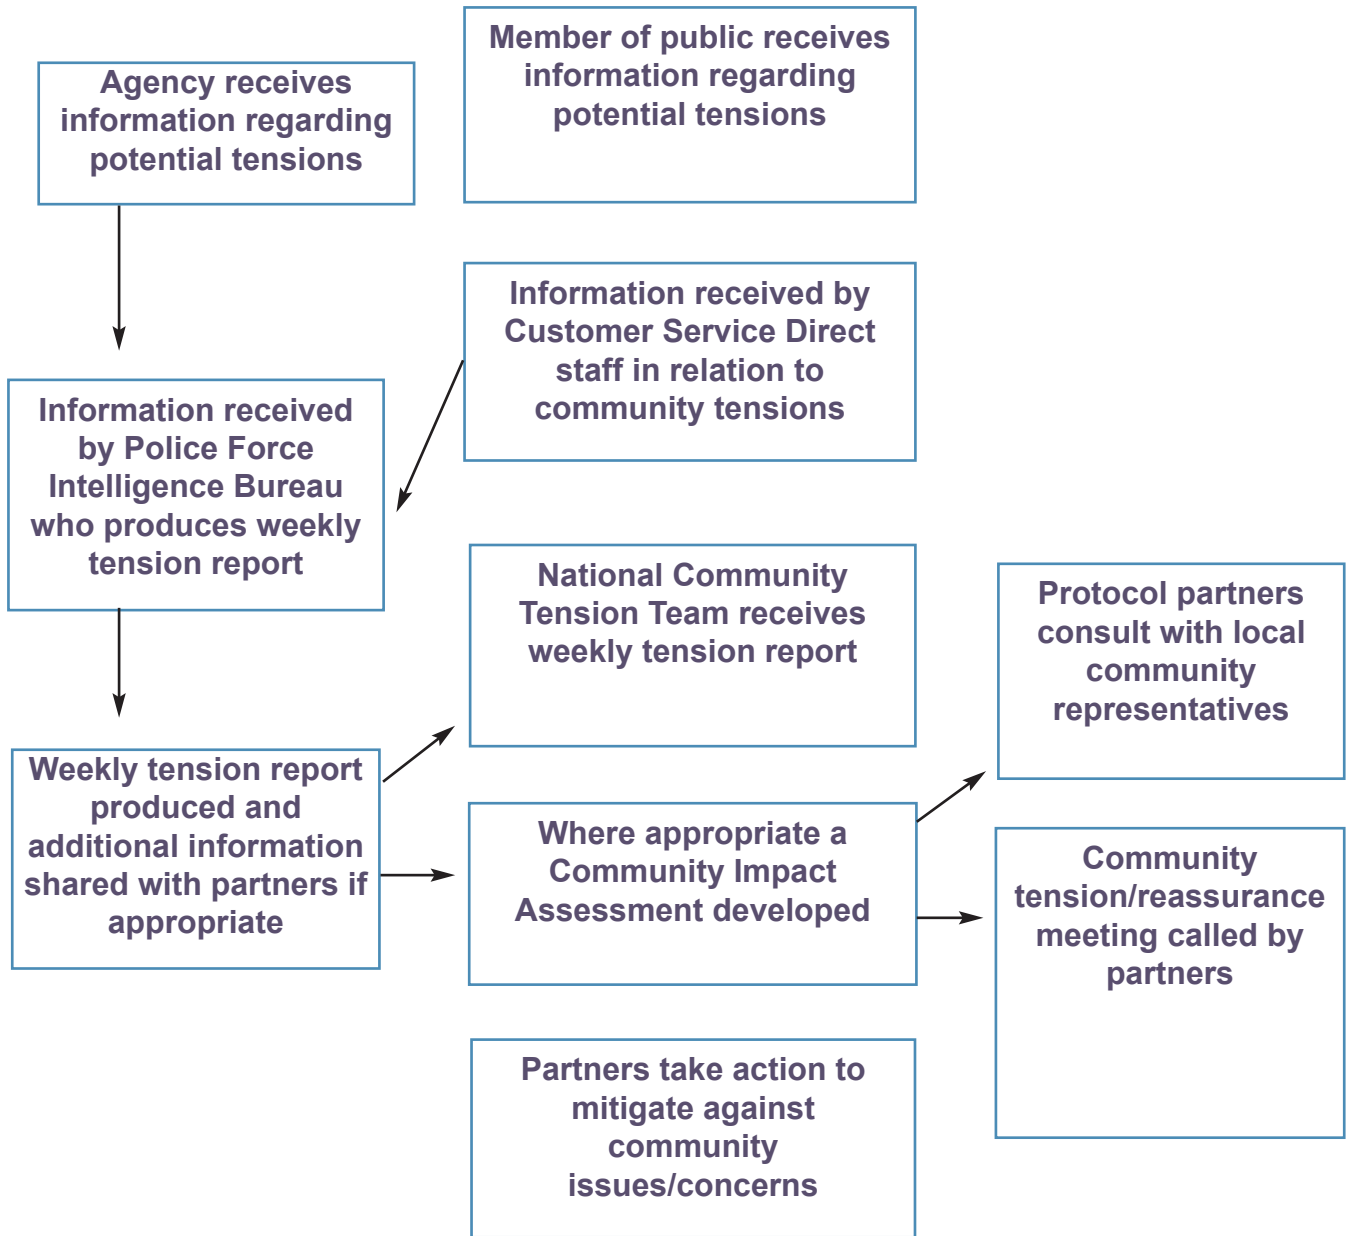 Agency receives
information regarding
potential tensions
Member of public receives
information regarding
potential tensions
Information received by
Customer Service Direct
staff in relation to
community tensions
Information received
by Police Force
Intelligence Bureau
who produces weekly
tension report
National Community
Tension Team receives
weekly tension report
Protocol partners
consult with local
community
representatives
Weekly tension report
produced and
additional information
shared with partners if
appropriate
Where appropriate a
Community Impact
Assessment developed
Community
tension/reassurance
meeting called by
partners
Partners take action to
mitigate against
community
issues/concerns